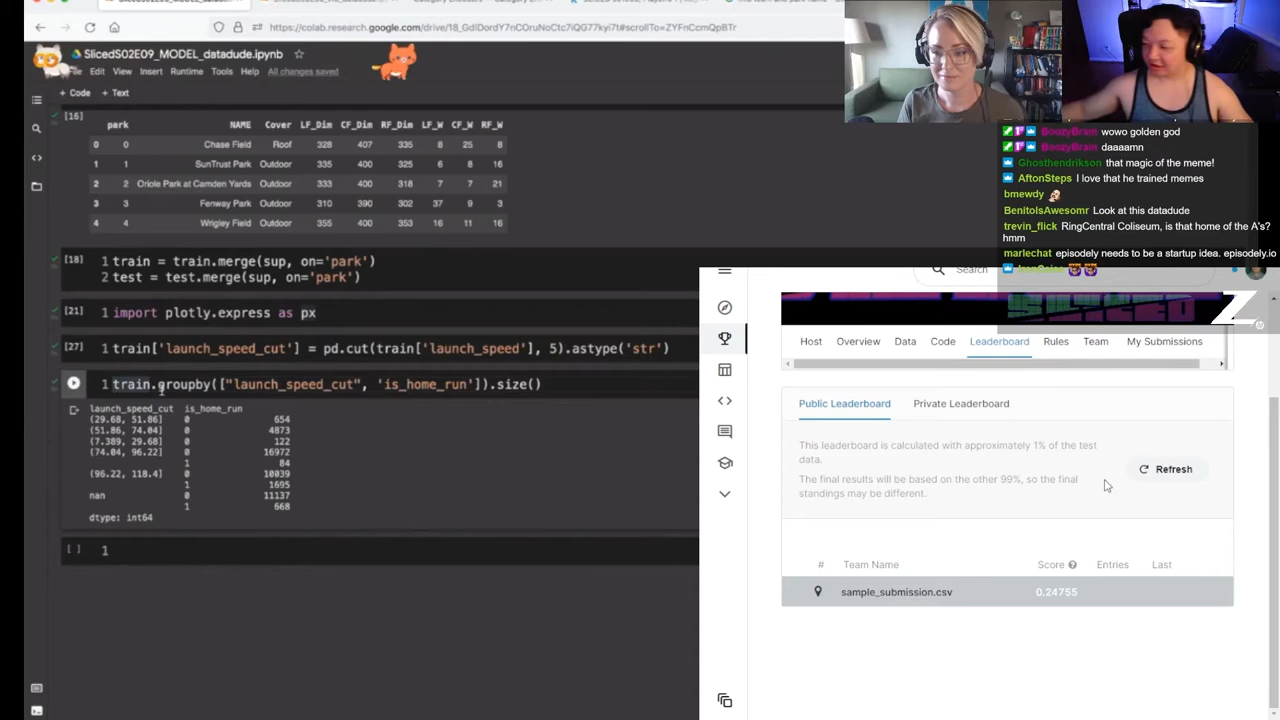 https://colab.research.google.com/drive/18_GdlDordY7nCOruNoCtc7iQG77kyi7t#scrollTo=ZYFnCcmQpBTr
SlicedS02E09_MODEL_datadude.ipynb
Edit View Insert Runtime Tools Help All changes saved
+ Code + Text
[16]
park NAME Cover LF_Dim CF_Dim RF_Dim LF_W CF_W RF_W
0 0 Chase Field Roof 328 407 335 8 25 8
1 1 SunTrust Park Outdoor 335 400 325 6 8 16
2 2 Oriole Park at Camden Yards Outdoor 333 400 318 7 7 21
3 3 Fenway Park Outdoor 310 390 302 37 9 3
4 4 Wrigley Field Outdoor 355 400 353 16 11 16
[18] 1 train = train.merge(sup, on='park')
2 test = test.merge(sup, on='park')
[21] 1 import plotly.express as px
[27] 1 train['launch_speed_cut'] = pd.cut(train['launch_speed'], 5).astype('str')
1 train.groupby(["launch_speed_cut", 'is_home_run']).size()
launch_speed_cut is_home_run
(29.68, 51.86] 0 654
(51.86, 74.04] 0 4873
(7.389, 29.68] 0 122
(74.04, 96.22] 0 16972
1 84
(96.22, 118.4] 0 10039
1 1695
nan 0 11137
1 668
dtype: int64
[ ] 1
BoozyBrain wowo golden god
BoozyBrain daaaamn
Ghosthendrikson that magic of the meme!
AftonSteps I love that he trained memes
bmewdy
BenitoIsAwesomr Look at this datadude
trevin_flick RingCentral Coliseum, is that home of the A's?
hmm
marlechat episodely needs to be a startup idea. episodely.io
Search
Host Overview Data Code Leaderboard Rules Team My Submissions
Public Leaderboard Private Leaderboard
This leaderboard is calculated with approximately 1% of the test
data.
The final results will be based on the other 99%, so the final
standings may be different.
Refresh
# Team Name Score Entries Last
sample_submission.csv 0.24755